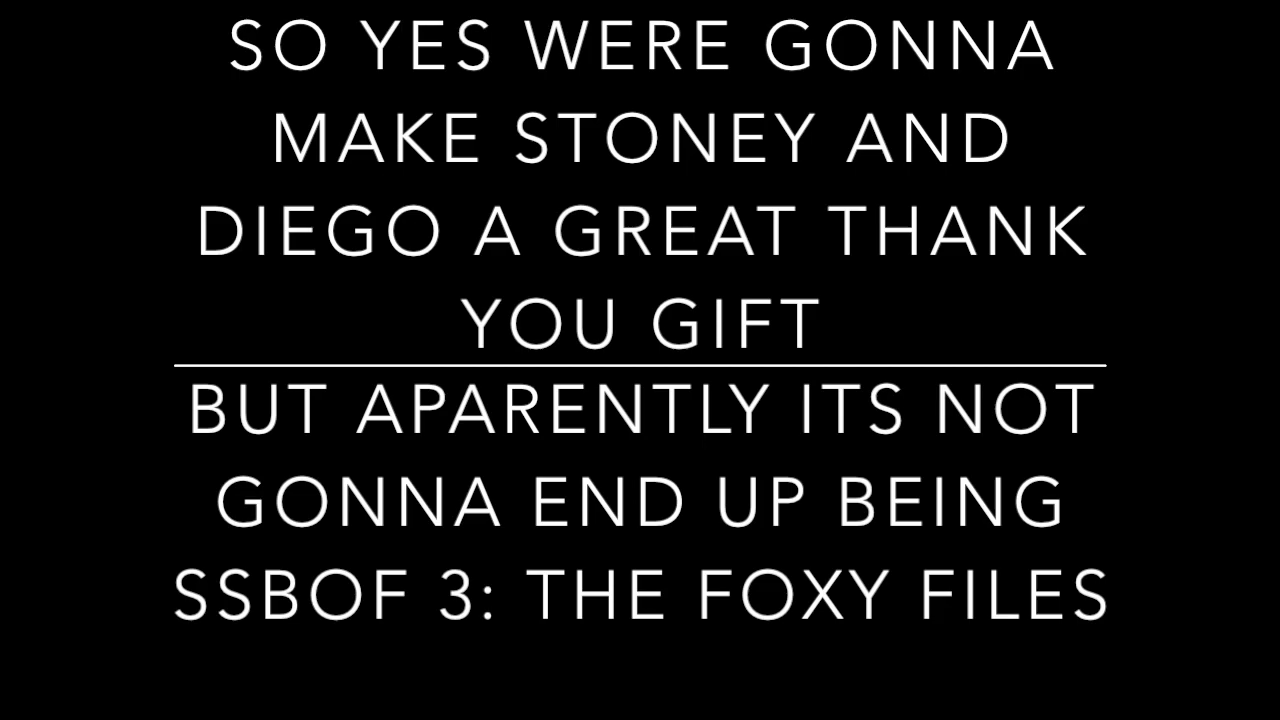 SO YES WERE GONNA
MAKE STONEY AND
DIEGO A GREAT THANK
YOU GIFT
BUT APARENTLY ITS NOT
GONNA END UP BEING
SSBOF 3: THE FOXY FILES